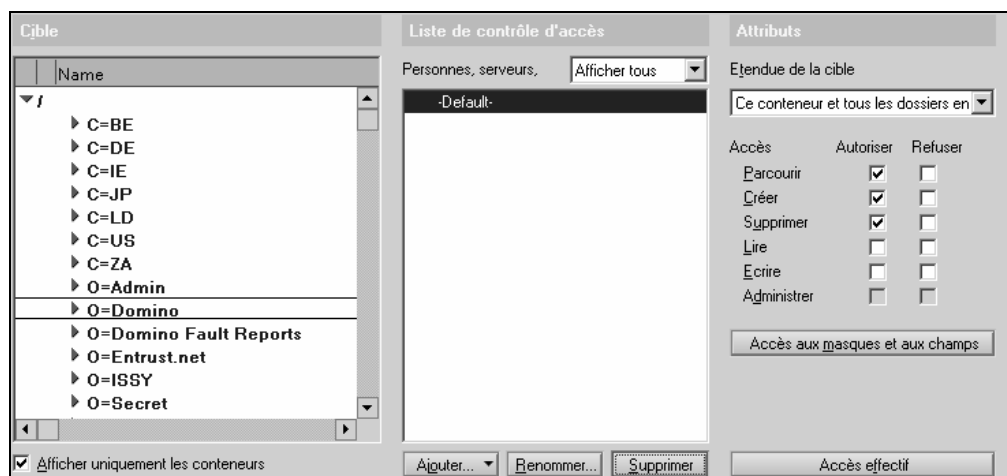 Cible
Name
/
C=BE
C=DE
C=IE
C=JP
C=LD
C=US
C=ZA
O=Admin
O=Domino
O=Domino Fault Reports
O=Entrust.net
O=ISSY
O=Secret
Afficher uniquement les conteneurs
Liste de contrôle d'accès
Personnes, serveurs, Afficher tous
-Default-
Ajouter... Renommer... Supprimer
Attributs
Etendue de la cible
Ce conteneur et tous les dossiers en
Accès Autoriser Refuser
Parcourir
Créer
Supprimer
Lire
Ecrire
Administrer
Accès aux masques et aux champs
Accès effectif